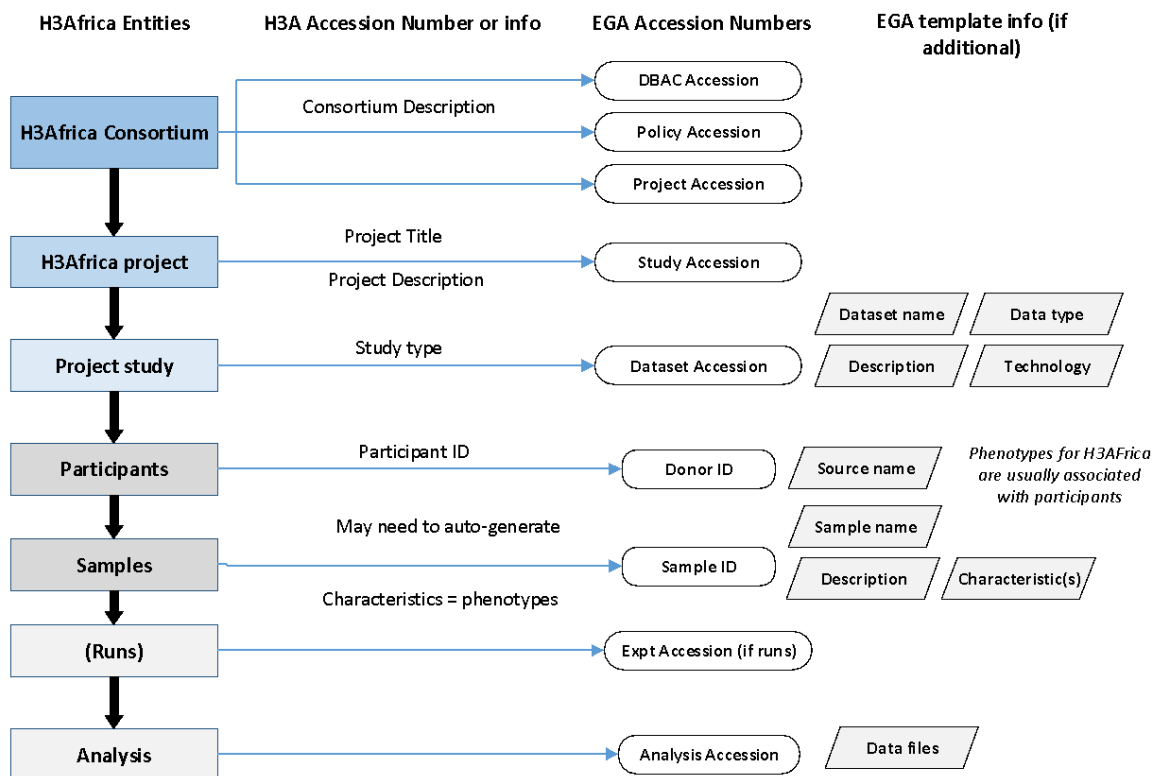 H3Africa Entities
H3A Accession Number or info
EGA Accession Numbers
EGA template info (if
additional)
H3Africa Consortium
Consortium Description
DBAC Accession
Policy Accession
Project Accession
H3Africa project
Project Title
Project Description
Study Accession
Project study
Study type
Dataset Accession
Dataset name
Data type
Description
Technology
Participants
Participant ID
Donor ID
Source name
Phenotypes for H3AFrica
are usually associated
with participants
Samples
May need to auto-generate
Characteristics = phenotypes
Sample ID
Sample name
Description
Characteristic(s)
(Runs)
Expt Accession (if runs)
Analysis
Analysis Accession
Data files